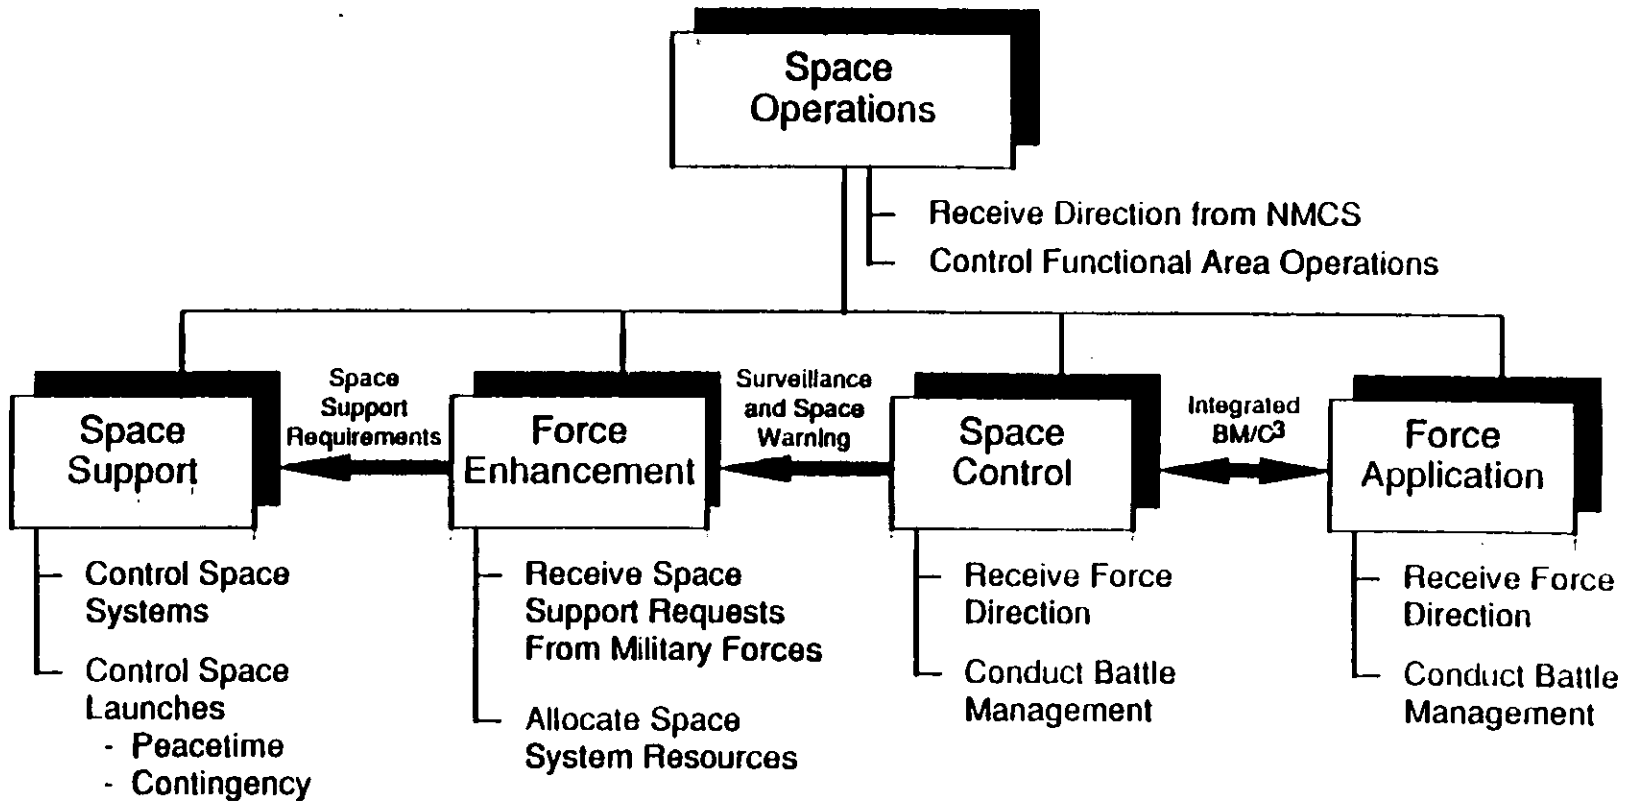 Space
Operations
Receive Direction from NMCS
Control Functional Area Operations
Space
Support
Requirements
Surveillance
and Space
Warning
Integrated
BM/C³
Space
Support
Force
Enhancement
Space
Control
Force
Application
Control Space
Systems
Control Space
Launches
- Peacetime
- Contingency
Receive Space
Support Requests
From Military Forces
Allocate Space
System Resources
Receive Force
Direction
Conduct Battle
Management
Receive Force
Direction
Conduct Battle
Management